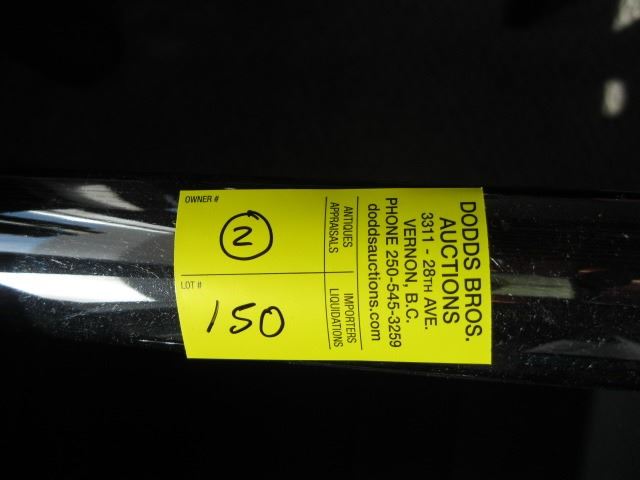 DODDS BROS.
AUCTIONS
3311 - 28TH AVE.
VERNON, B.C.
PHONE 250-545-3259
doddsauctions.com
ANTIQUES
APPRAISALS
IMPORTERS
LIQUIDATIONS
OWNER #
2
LOT #
150